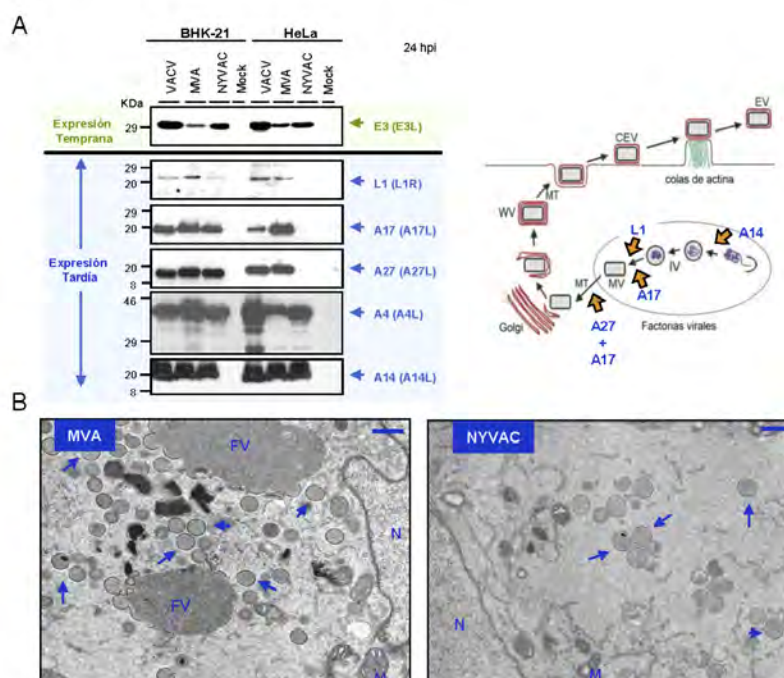 A
BHK-21 HeLa
24 hpi
VACV MVA NYVAC Mock VACV MVA NYVAC Mock
KDa
Expresión Temprana
29
E3 (E3L)
Expresión Tardía
29
20
L1 (L1R)
20
A17 (A17L)
20
8
A27 (A27L)
46
29
A4 (A4L)
20
8
A14 (A14L)
EV
CEV
colas de actina
MT
WV
L1
A14
IV
MV
A17
MT
Golgi
Factorias virales
A27
+
A17
B
MVA
FV
N
FV
M
NYVAC
N
M